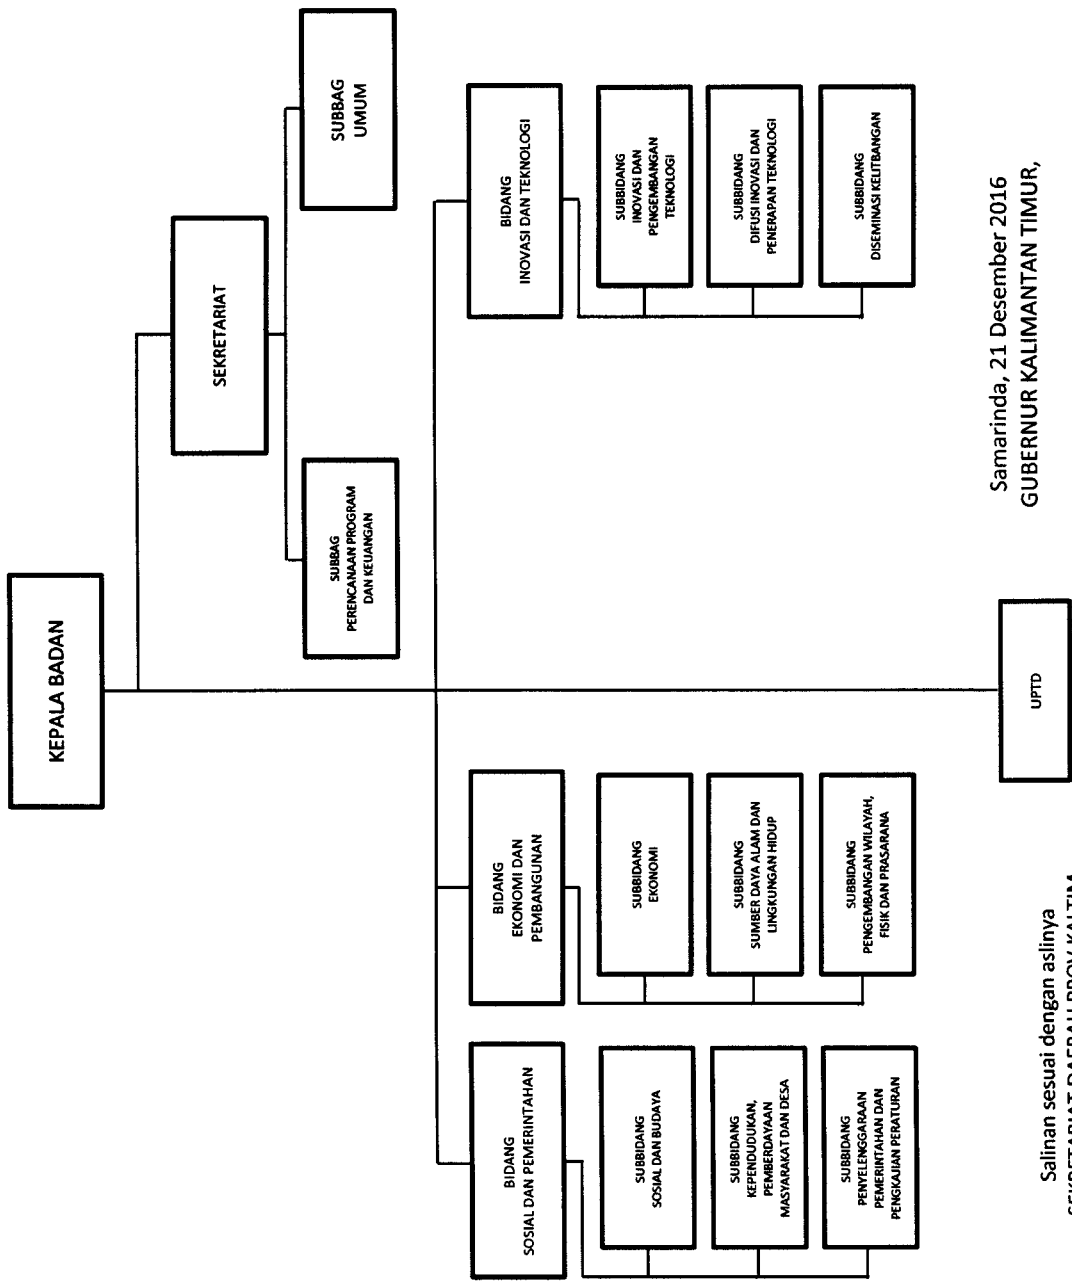 KEPALA BADAN
SEKRETARIAT
SUBBAG
PERENCANAAN PROGRAM
DAN KEUANGAN
SUBBAG
UMUM
BIDANG
SOSIAL DAN PEMERINTAHAN
SUBBIDANG
SOSIAL DAN BUDAYA
SUBBIDANG
KEPENDUDUKAN,
PEMBERDAYAAN
MASYARAKAT DAN DESA
SUBBIDANG
PENYELENGGARAAN
PEMERINTAHAN DAN
PENGKAJIAN PERATURAN
BIDANG
EKONOMI DAN
PEMBANGUNAN
SUBBIDANG
EKONOMI
SUBBIDANG
SUMBER DAYA ALAM DAN
LINGKUNGAN HIDUP
SUBBIDANG
PENGEMBANGAN WILAYAH,
FISIK DAN PRASARANA
BIDANG
INOVASI DAN TEKNOLOGI
SUBBIDANG
INOVASI DAN
PENGEMBANGAN
TEKNOLOGI
SUBBIDANG
DIFUSI INOVASI DAN
PENERAPAN TEKNOLOGI
SUBBIDANG
DISEMINASI KELITBANGAN
UPTD
Samarinda, 21 Desember 2016
GUBERNUR KALIMANTAN TIMUR,
Salinan sesuai dengan aslinya
SEKRETARIAT DAERAH PROV. KALTIM